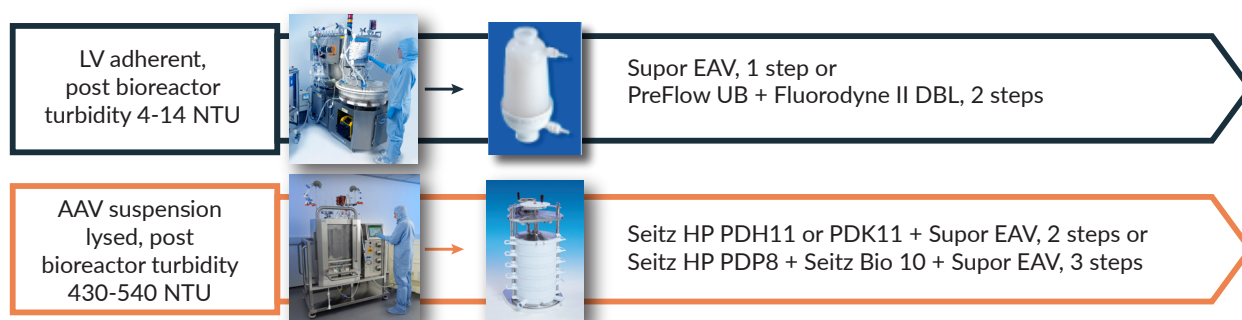 LV adherent,
post bioreactor
turbidity 4-14 NTU
Supor EAV, 1 step or
PreFlow UB + Fluorodyne II DBL, 2 steps
AAV suspension
lysed, post
bioreactor turbidity
430-540 NTU
Seitz HP PDH11 or PDK11 + Supor EAV, 2 steps or
Seitz HP PDP8 + Seitz Bio 10 + Supor EAV, 3 steps